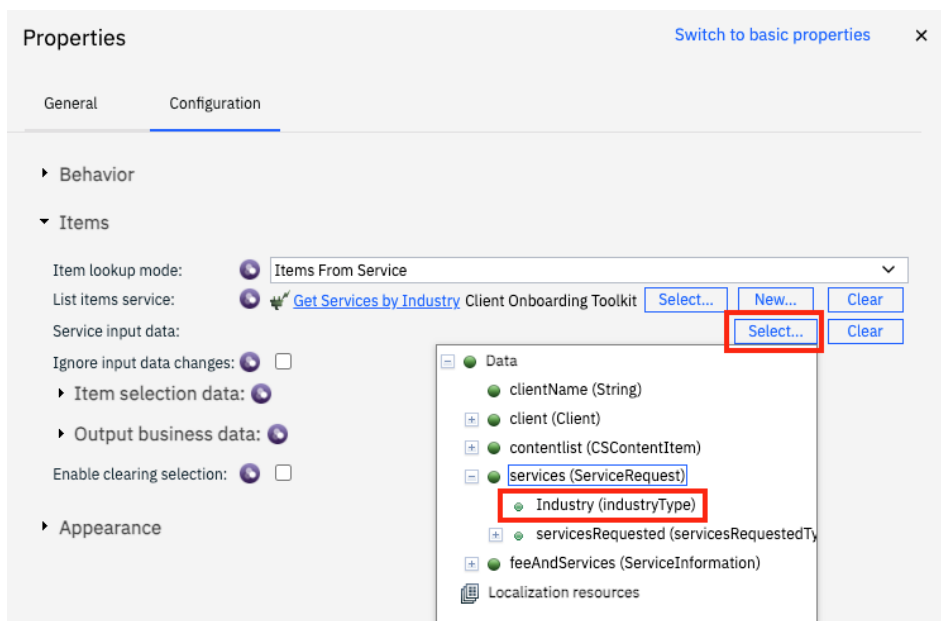 Properties
Switch to basic properties
General
Configuration
Behavior
Items
Item lookup mode:
Items From Service
List items service:
Get Services by Industry Client Onboarding Toolkit
Select...
New...
Clear
Service input data:
Select...
Clear
Ignore input data changes:
Data
clientName (String)
Item selection data:
client (Client)
Output business data:
contentlist (CSContentItem)
Enable clearing selection:
services (ServiceRequest)
Industry (industryType)
Appearance
servicesRequested (servicesRequestedTy
feeAndServices (ServiceInformation)
Localization resources